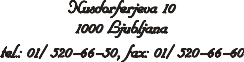 Nusdorferjeva 10
1000 Ljubljana
tel.: 01/ 520-66-50, fax: 01/ 520-66-60